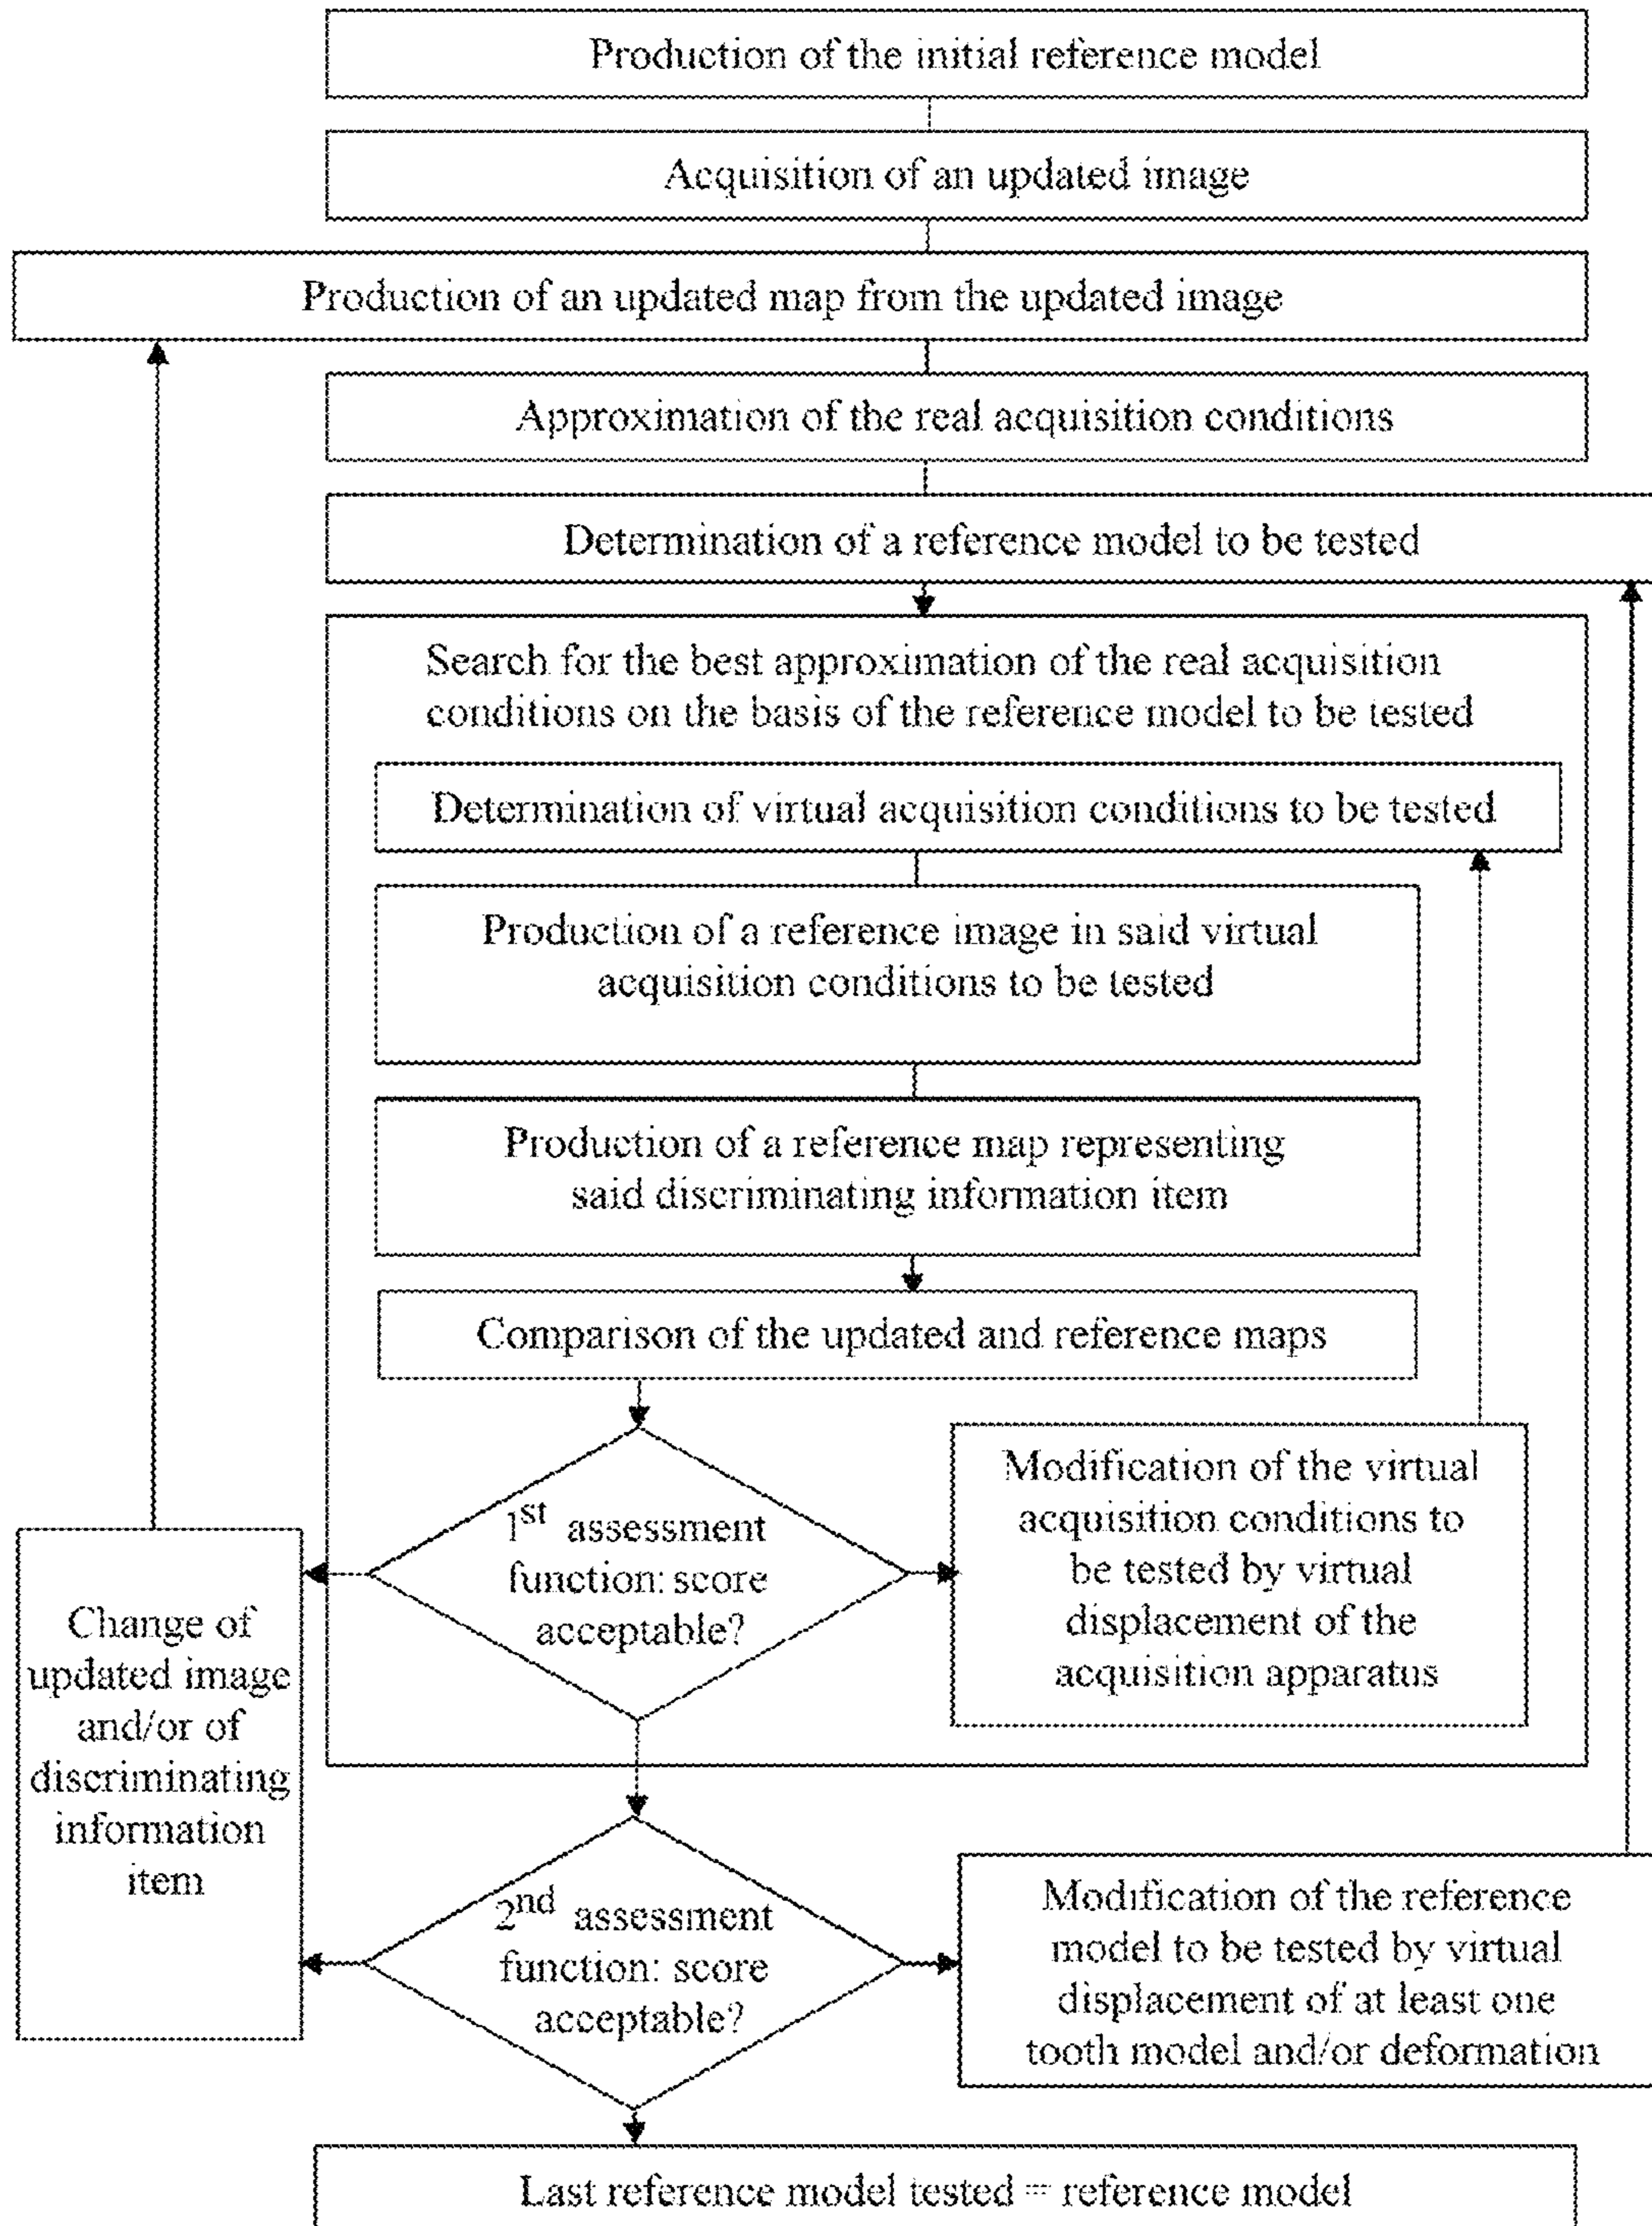 Production of the initial reference model
Acquisition of an updated image
Production of an updated map from the updated image
Approximation of the real acquisition conditions
Determination of a reference model to be tested
Search for the best approximation of the real acquisition
conditions on the basis of the reference model to be tested
Determination of virtual acquisition conditions to be tested
Production of a reference image in said virtual
acquisition conditions to be tested
Production of a reference map representing
said discriminating information item
Comparison of the updated and reference maps
1st assessment
function: score
acceptable?
Modification of the virtual
acquisition conditions to
be tested by virtual
displacement of the
acquisition apparatus
Change of
updated image
and/or of
discriminating
information
item
2nd assessment
function: score
acceptable?
Modification of the reference
model to be tested by virtual
displacement of at least one
tooth model and/or deformation
Last reference model tested = reference model